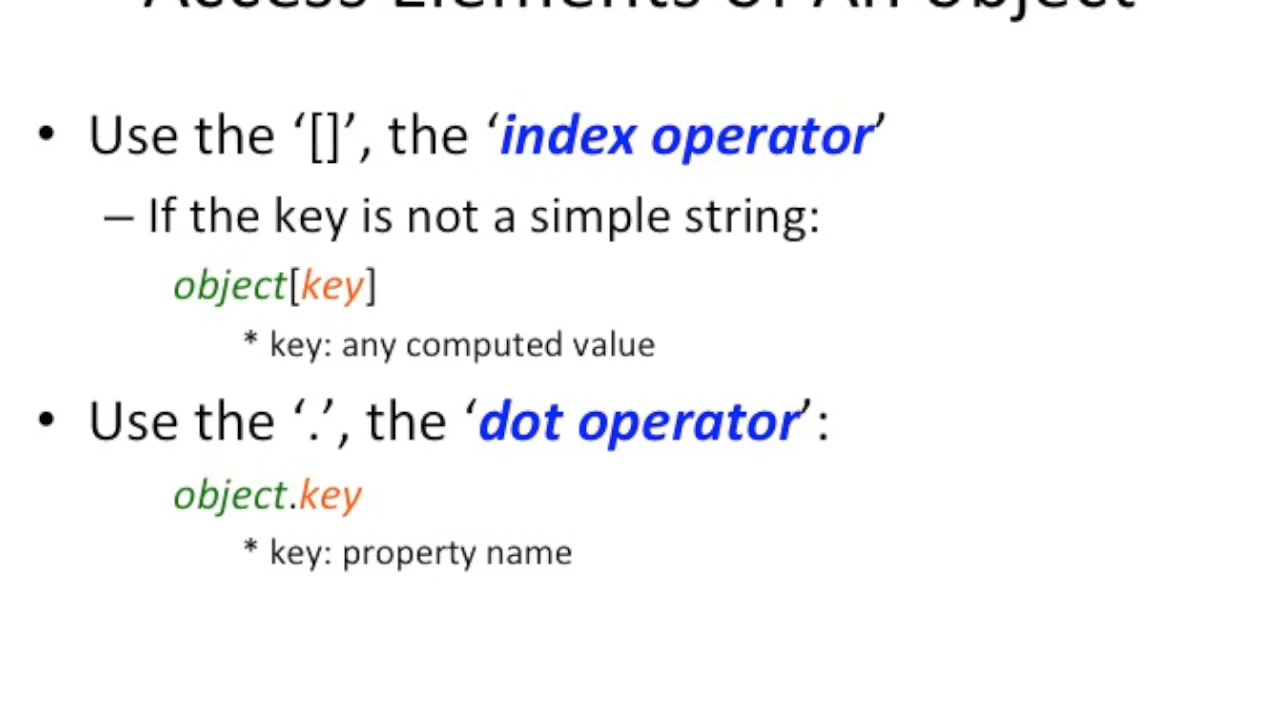 Access Elements of An Object
• Use the ‘[]’, the ‘index operator’
– If the key is not a simple string:
object[key]
* key: any computed value
• Use the ‘.’, the ‘dot operator’:
object.key
* key: property name